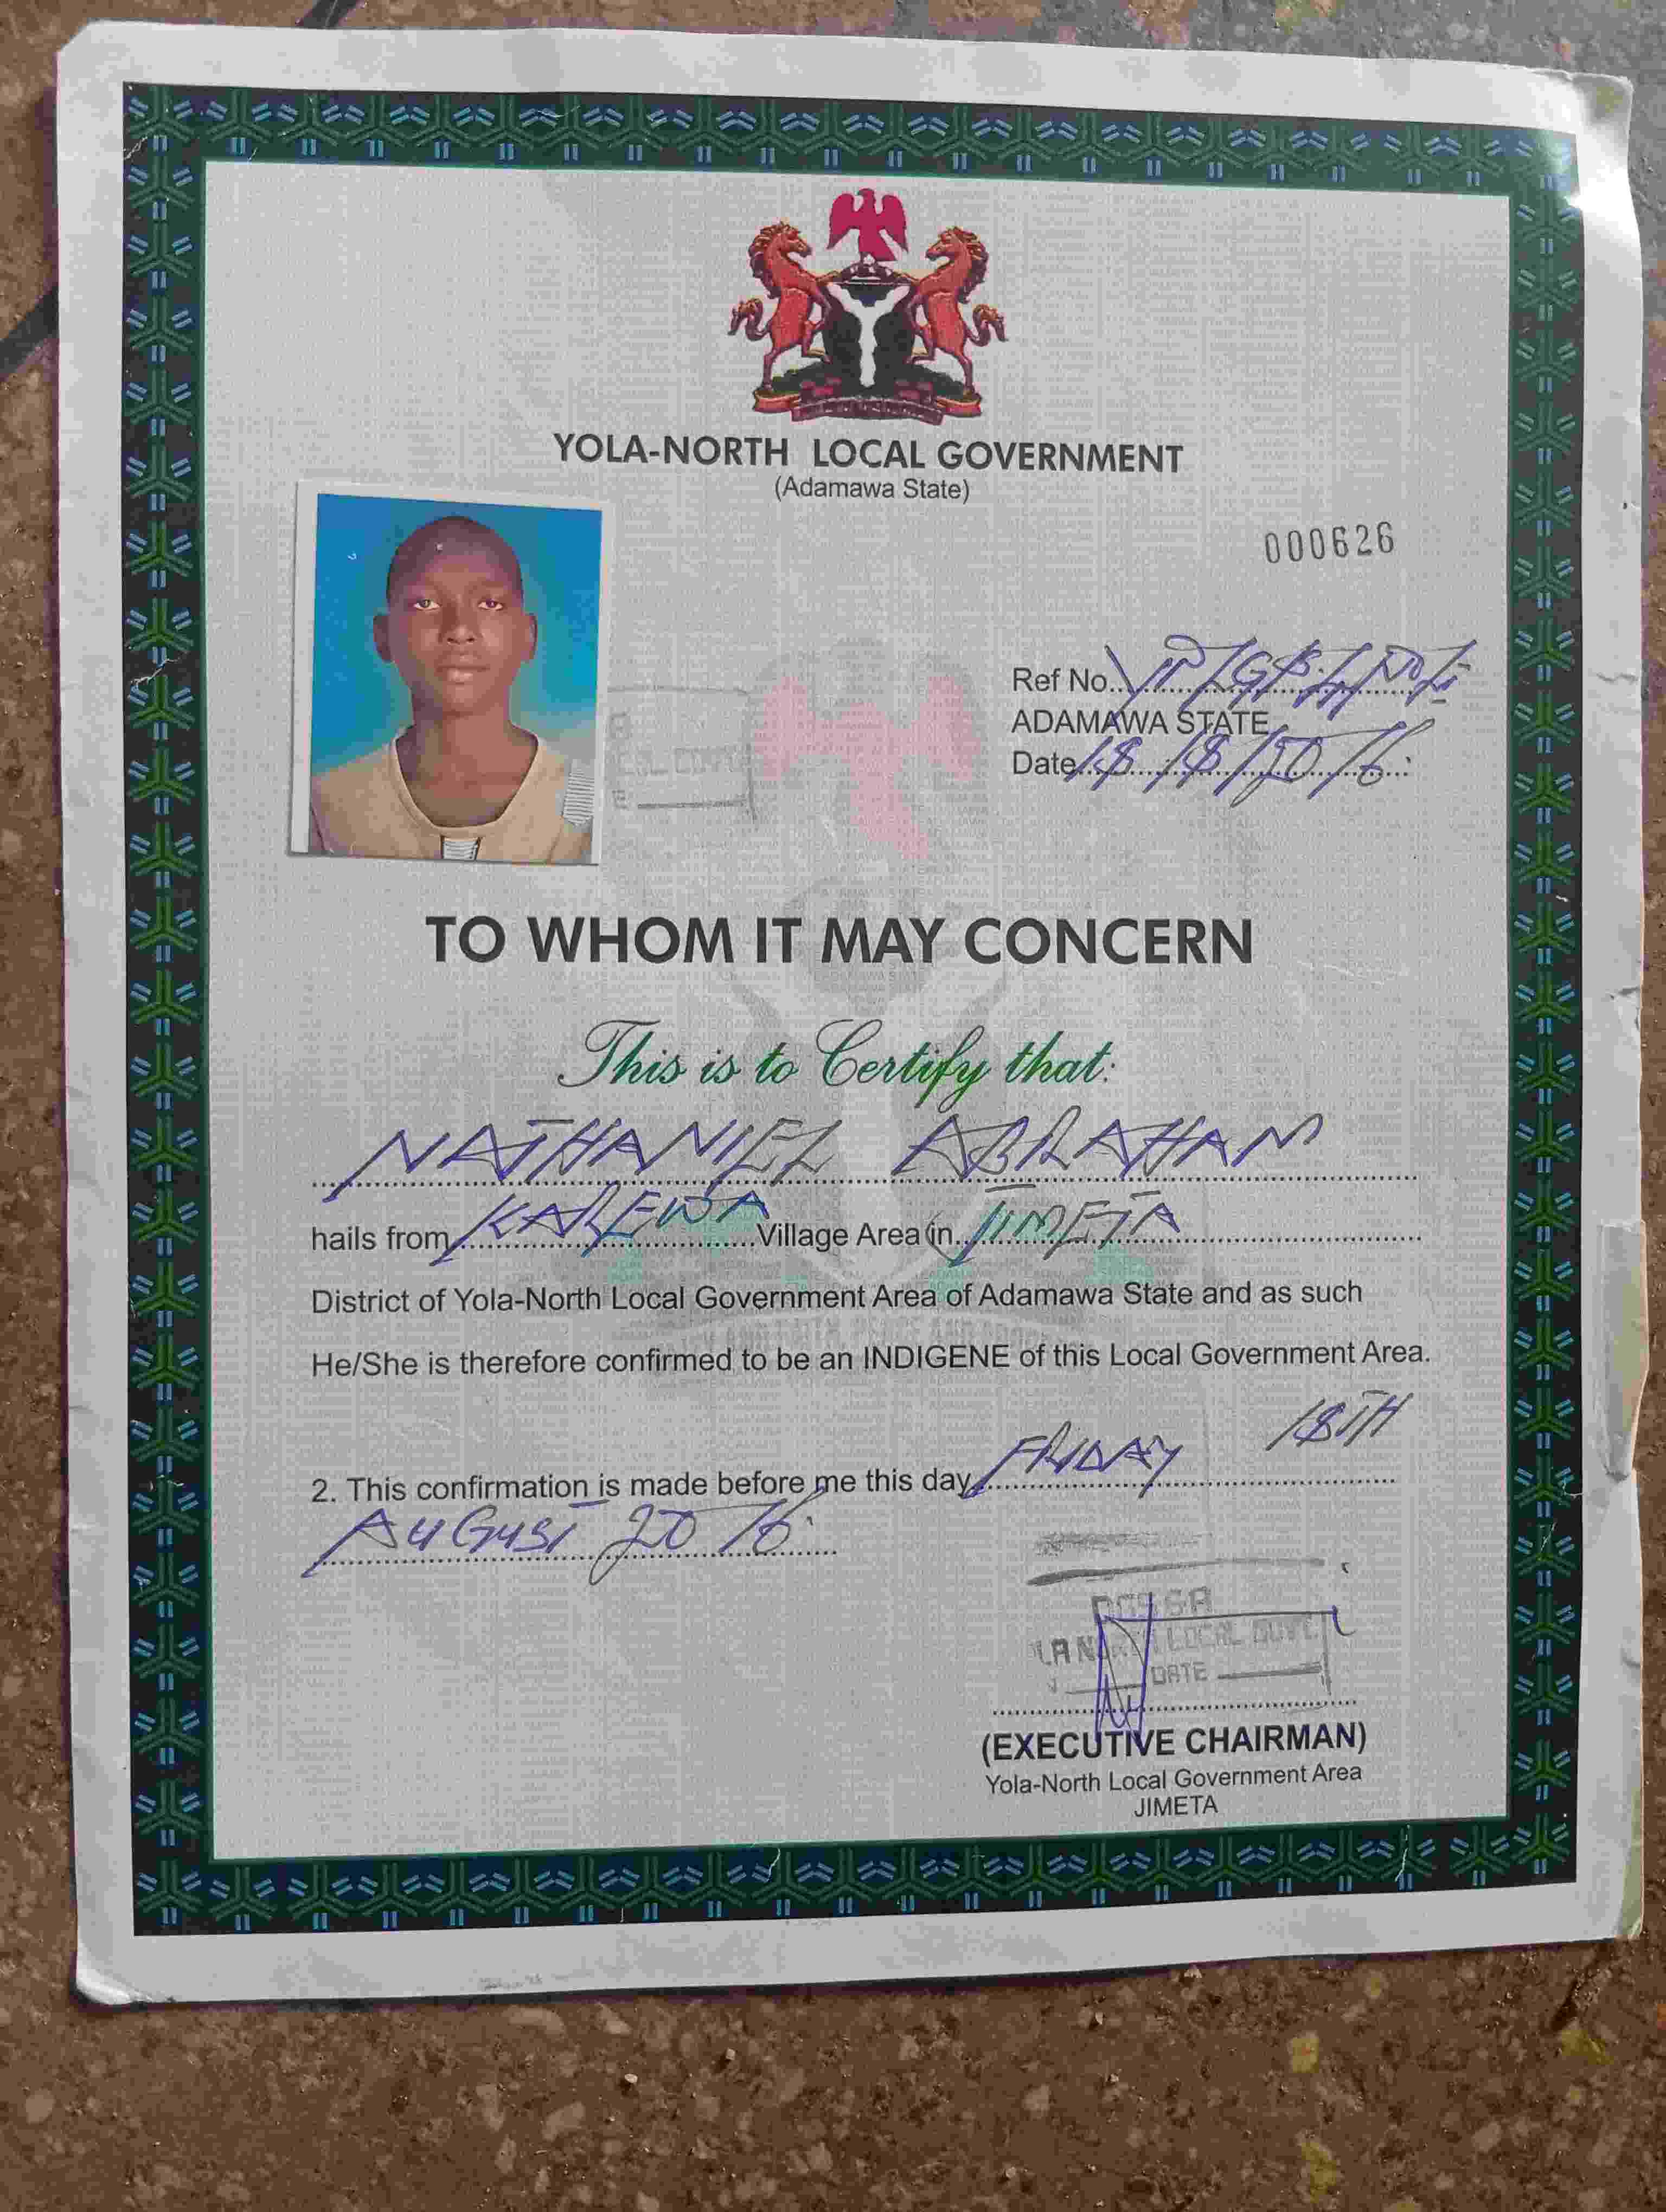 YOLA-NORTH LOCAL GOVERNMENT
(Adamawa State)
000626
Ref No.
ADAMAWA STATE
Date 18/8/2016.
TO WHOM IT MAY CONCERN
This is to Certify that:
NATHANIEL ABRAHAM
hails from KAREWA Village Area in JIMETA
District of Yola-North Local Government Area of Adamawa State and as such
He/She is therefore confirmed to be an INDIGENE of this Local Government Area.
2. This confirmation is made before me this day FRIDAY 18TH
AUGUST 2016.
LOCAL GOVE
DATE
(EXECUTIVE CHAIRMAN)
Yola-North Local Government Area
JIMETA